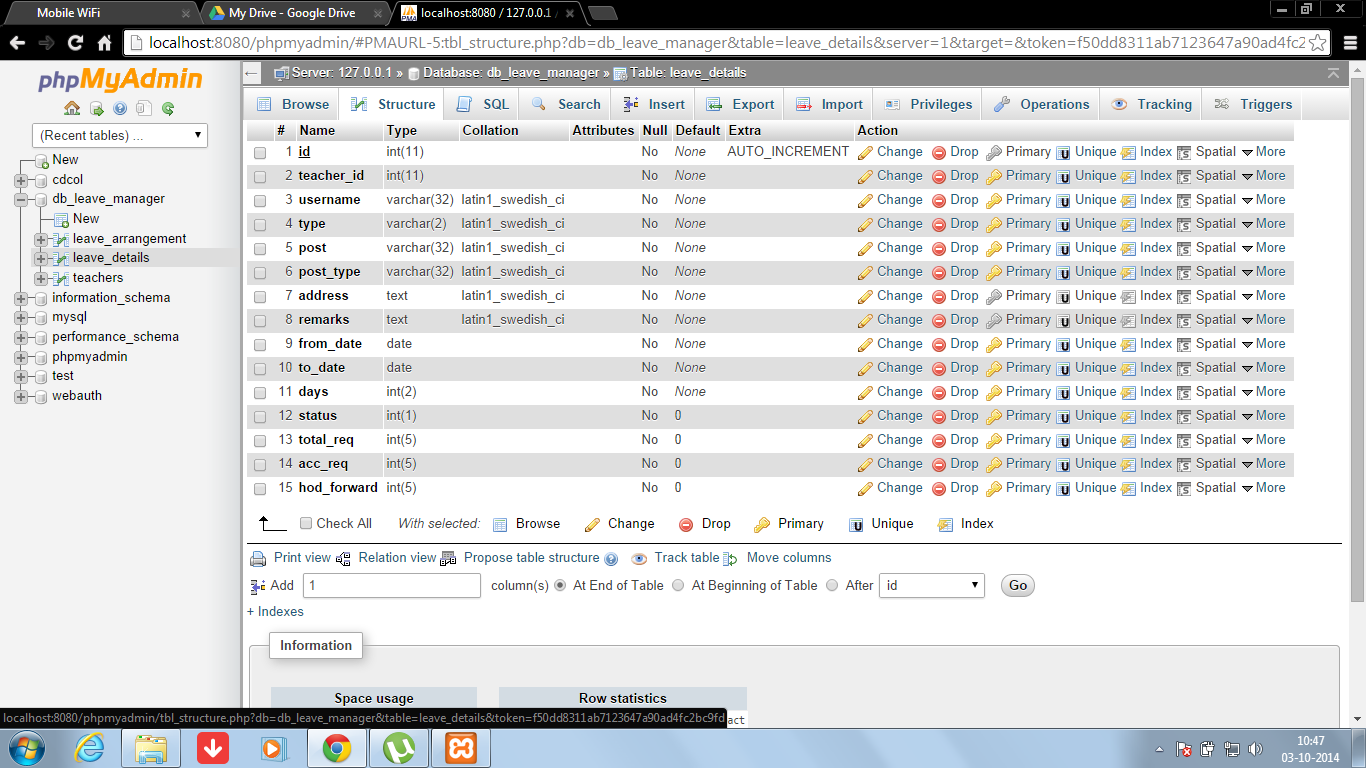 Mobile WiFi
My Drive - Google Drive
localhost:8080 / 127.0.0.1 /
localhost:8080/phpmyadmin/#PMAURL-5:tbl_structure.php?db=db_leave_manager&table=leave_details&server=1&target=&token=f50dd8311ab7123647a90ad4fc2
phpMyAdmin
(Recent tables) ...
New
cdcol
db_leave_manager
New
leave_arrangement
leave_details
teachers
information_schema
mysql
performance_schema
phpmyadmin
test
webauth
Server: 127.0.0.1 » Database: db_leave_manager » Table: leave_details
Browse Structure SQL Search Insert Export Import Privileges Operations Tracking Triggers
# Name Type Collation Attributes Null Default Extra Action
1 id int(11) No None AUTO_INCREMENT Change Drop Primary Unique Index Spatial More
2 teacher_id int(11) No None Change Drop Primary Unique Index Spatial More
3 username varchar(32) latin1_swedish_ci No None Change Drop Primary Unique Index Spatial More
4 type varchar(2) latin1_swedish_ci No None Change Drop Primary Unique Index Spatial More
5 post varchar(32) latin1_swedish_ci No None Change Drop Primary Unique Index Spatial More
6 post_type varchar(32) latin1_swedish_ci No None Change Drop Primary Unique Index Spatial More
7 address text latin1_swedish_ci No None Change Drop Primary Unique Index Spatial More
8 remarks text latin1_swedish_ci No None Change Drop Primary Unique Index Spatial More
9 from_date date No None Change Drop Primary Unique Index Spatial More
10 to_date date No None Change Drop Primary Unique Index Spatial More
11 days int(2) No None Change Drop Primary Unique Index Spatial More
12 status int(1) No 0 Change Drop Primary Unique Index Spatial More
13 total_req int(5) No 0 Change Drop Primary Unique Index Spatial More
14 acc_req int(5) No 0 Change Drop Primary Unique Index Spatial More
15 hod_forward int(5) No 0 Change Drop Primary Unique Index Spatial More
Check All With selected: Browse Change Drop Primary Unique Index
Print view Relation view Propose table structure Track table Move columns
Add 1 column(s) At End of Table At Beginning of Table After id Go
+ Indexes
Information
Space usage Row statistics
localhost:8080/phpmyadmin/tbl_structure.php?db=db_leave_manager&table=leave_details&token=f50dd8311ab7123647a90ad4fc2bc9fd
act
10:47
03-10-2014